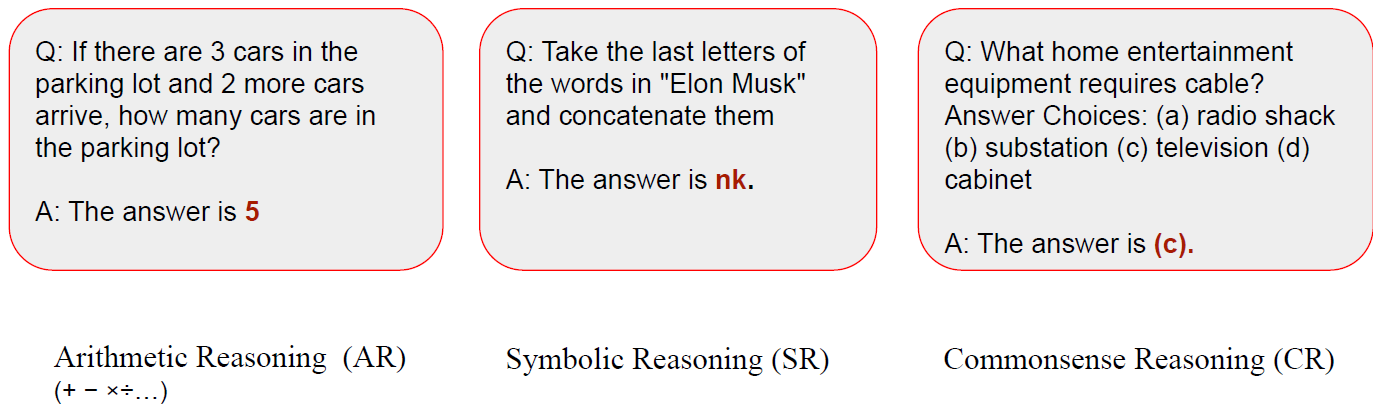 Q: If there are 3 cars in the
parking lot and 2 more cars
arrive, how many cars are in
the parking lot?
A: The answer is 5
Q: Take the last letters of
the words in "Elon Musk"
and concatenate them
A: The answer is nk.
Q: What home entertainment
equipment requires cable?
Answer Choices: (a) radio shack
(b) substation (c) television (d)
cabinet
A: The answer is (c).
Arithmetic Reasoning (AR)
(+ − ×÷…)
Symbolic Reasoning (SR)
Commonsense Reasoning (CR)